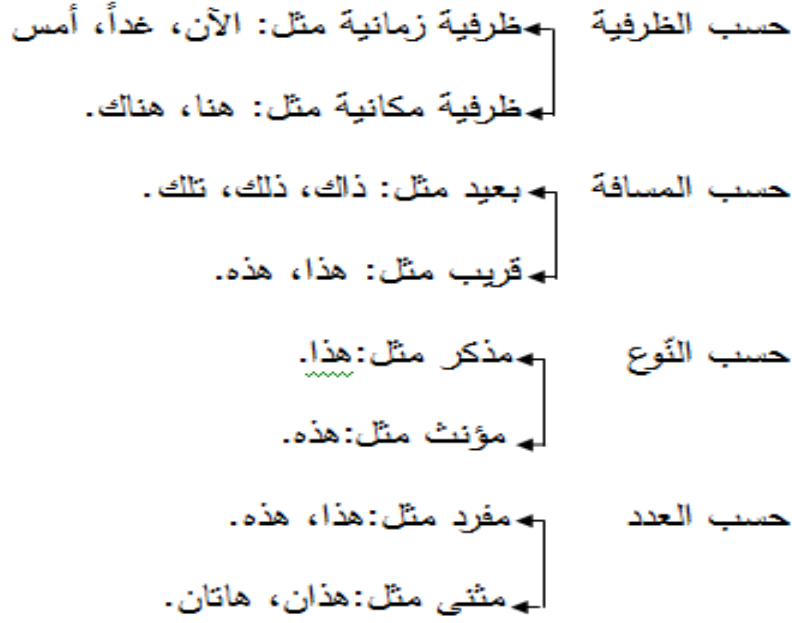 حسب الظرفية ظرفية زمانية مثل: الآن، غداً، أمس
ظرفية مكانية مثل: هنا، هناك.
حسب المسافة بعيد مثل: ذاك، ذلك، تلك.
قريب مثل: هذا، هذه.
حسب النّوع مذكر مثل:هذا.
مؤنث مثل:هذه.
حسب العدد مفرد مثل:هذا، هذه.
مثنى مثل:هذان، هاتان.